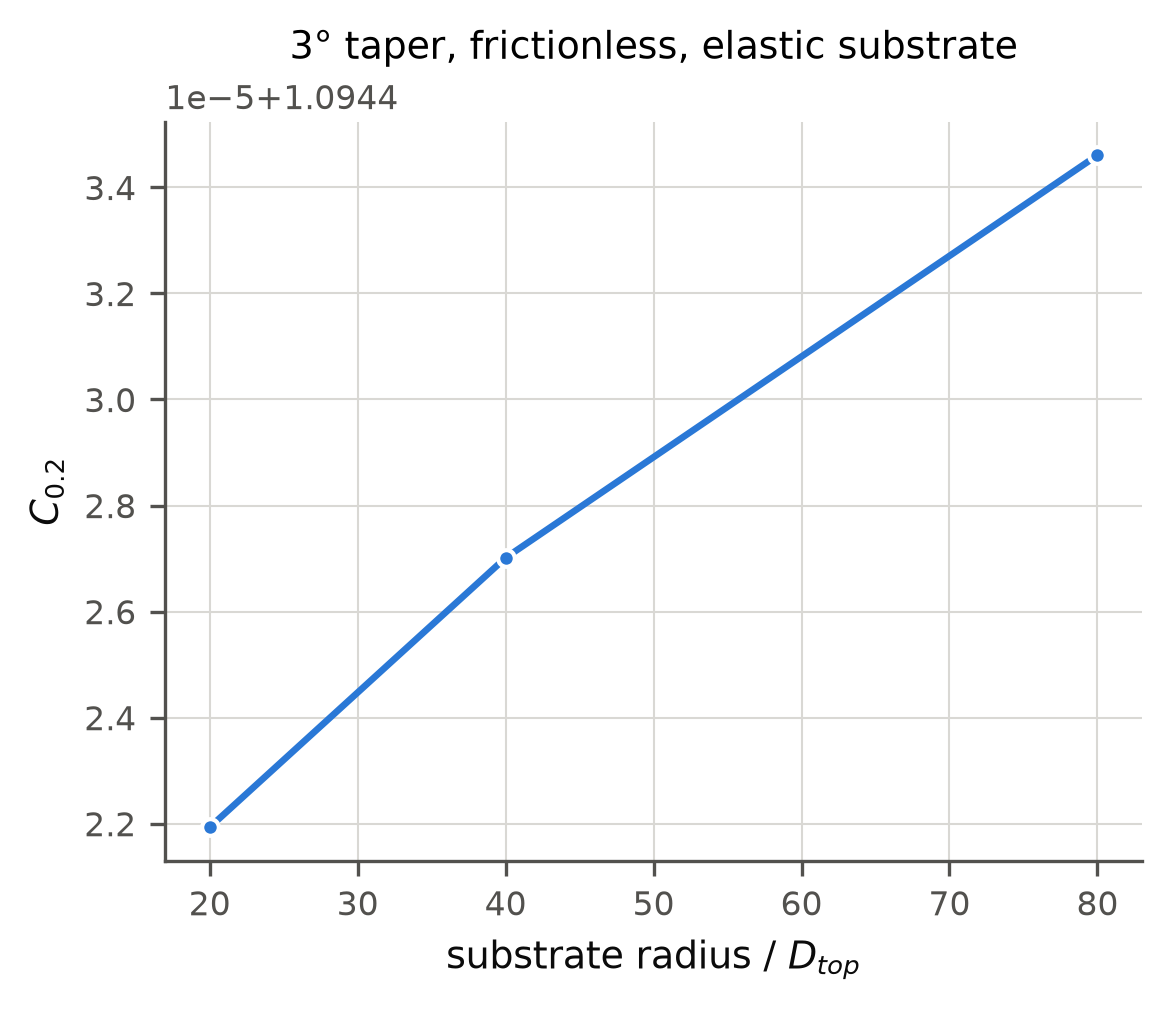 3° taper, frictionless, elastic substrate
1e−5+1.0944
3.4
3.2
3.0
2.8
2.6
2.4
2.2
C0.2
20 30 40 50 60 70 80
substrate radius / Dtop